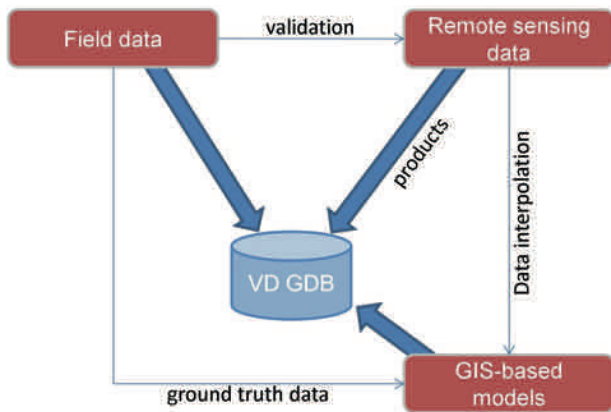 Field data
validation
Remote sensing
data
products
Data interpolation
VD GDB
ground truth data
GIS-based
models